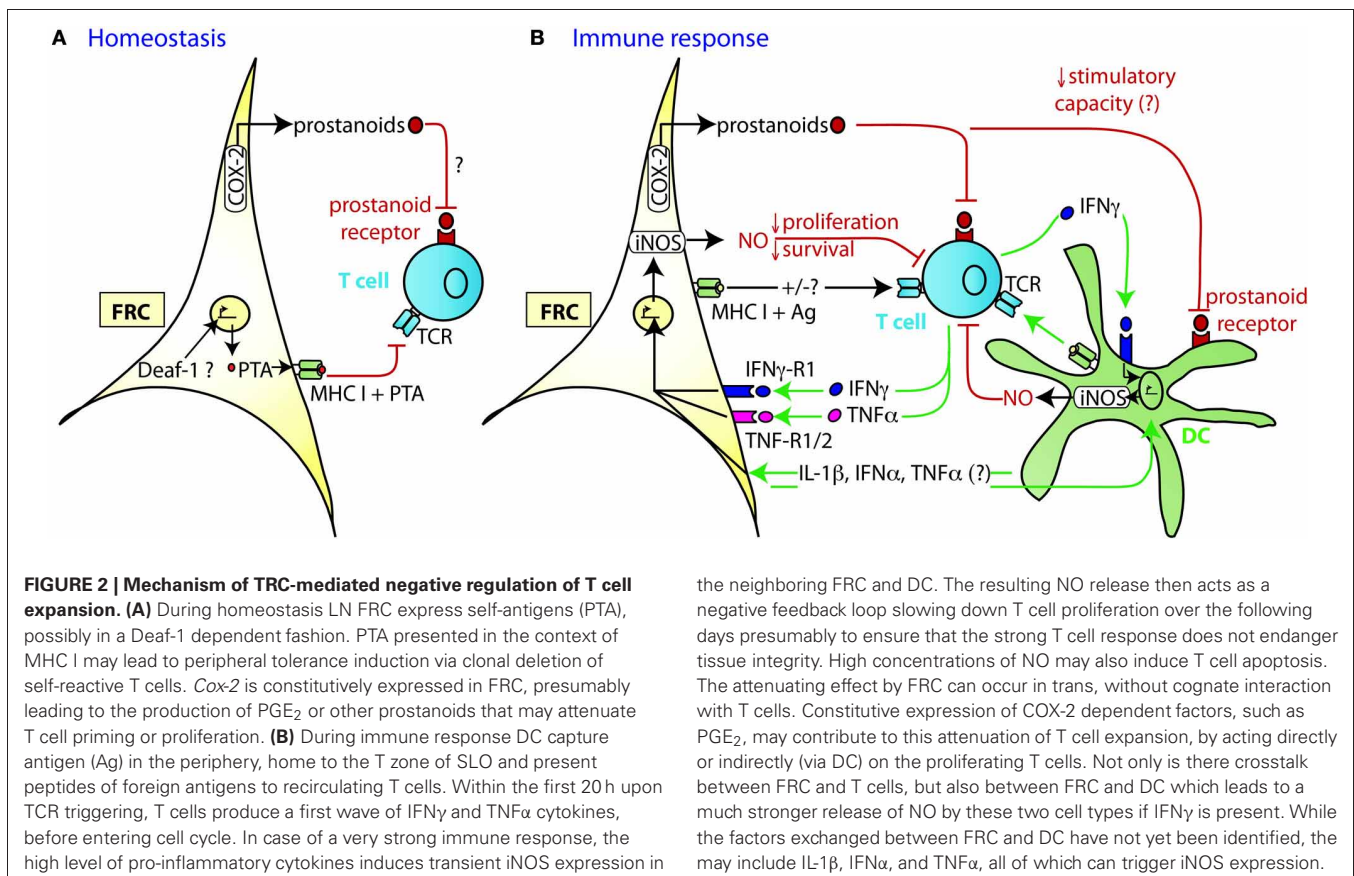 A Homeostasis
COX-2
prostanoids
?
prostanoid
receptor
T cell
FRC
TCR
Deaf-1 ?
PTA
MHC I + PTA
B Immune response
↓stimulatory
capacity (?)
COX-2
prostanoids
IFNγ
iNOS
NO
↓proliferation
↓survival
+/-?
MHC I + Ag
T cell
TCR
prostanoid
receptor
FRC
IFNγ-R1
IFNγ
TNFα
TNF-R1/2
NO
iNOS
DC
IL-1β, IFNα, TNFα (?)
FIGURE 2 | Mechanism of TRC-mediated negative regulation of T cell
expansion. (A) During homeostasis LN FRC express self-antigens (PTA),
possibly in a Deaf-1 dependent fashion. PTA presented in the context of
MHC I may lead to peripheral tolerance induction via clonal deletion of
self-reactive T cells. Cox-2 is constitutively expressed in FRC, presumably
leading to the production of PGE₂ or other prostanoids that may attenuate
T cell priming or proliferation. (B) During immune response DC capture
antigen (Ag) in the periphery, home to the T zone of SLO and present
peptides of foreign antigens to recirculating T cells. Within the first 20 h upon
TCR triggering, T cells produce a first wave of IFNγ and TNFα cytokines,
before entering cell cycle. In case of a very strong immune response, the
high level of pro-inflammatory cytokines induces transient iNOS expression in
the neighboring FRC and DC. The resulting NO release then acts as a
negative feedback loop slowing down T cell proliferation over the following
days presumably to ensure that the strong T cell response does not endanger
tissue integrity. High concentrations of NO may also induce T cell apoptosis.
The attenuating effect by FRC can occur in trans, without cognate interaction
with T cells. Constitutive expression of COX-2 dependent factors, such as
PGE₂, may contribute to this attenuation of T cell expansion, by acting directly
or indirectly (via DC) on the proliferating T cells. Not only is there crosstalk
between FRC and T cells, but also between FRC and DC which leads to a
much stronger release of NO by these two cell types if IFNγ is present. While
the factors exchanged between FRC and DC have not yet been identified, the
may include IL-1β, IFNα, and TNFα, all of which can trigger iNOS expression.